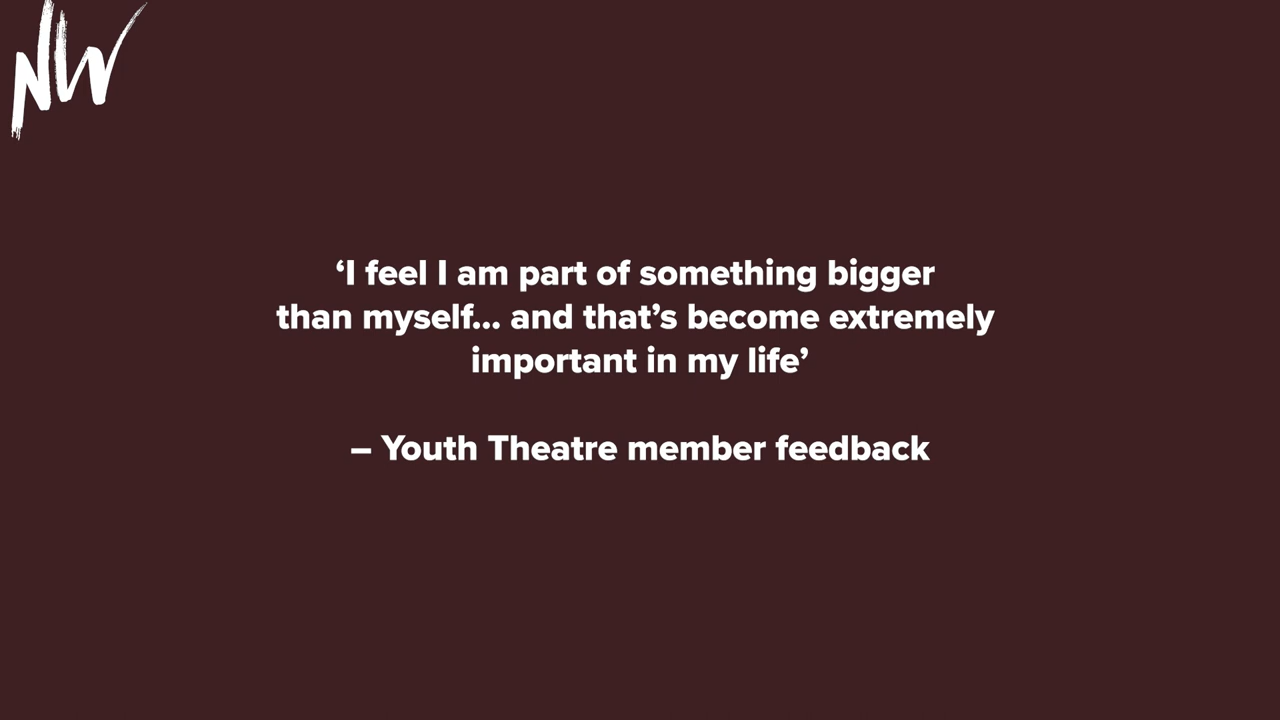 NW
‘I feel I am part of something bigger
than myself... and that’s become extremely
important in my life’
– Youth Theatre member feedback